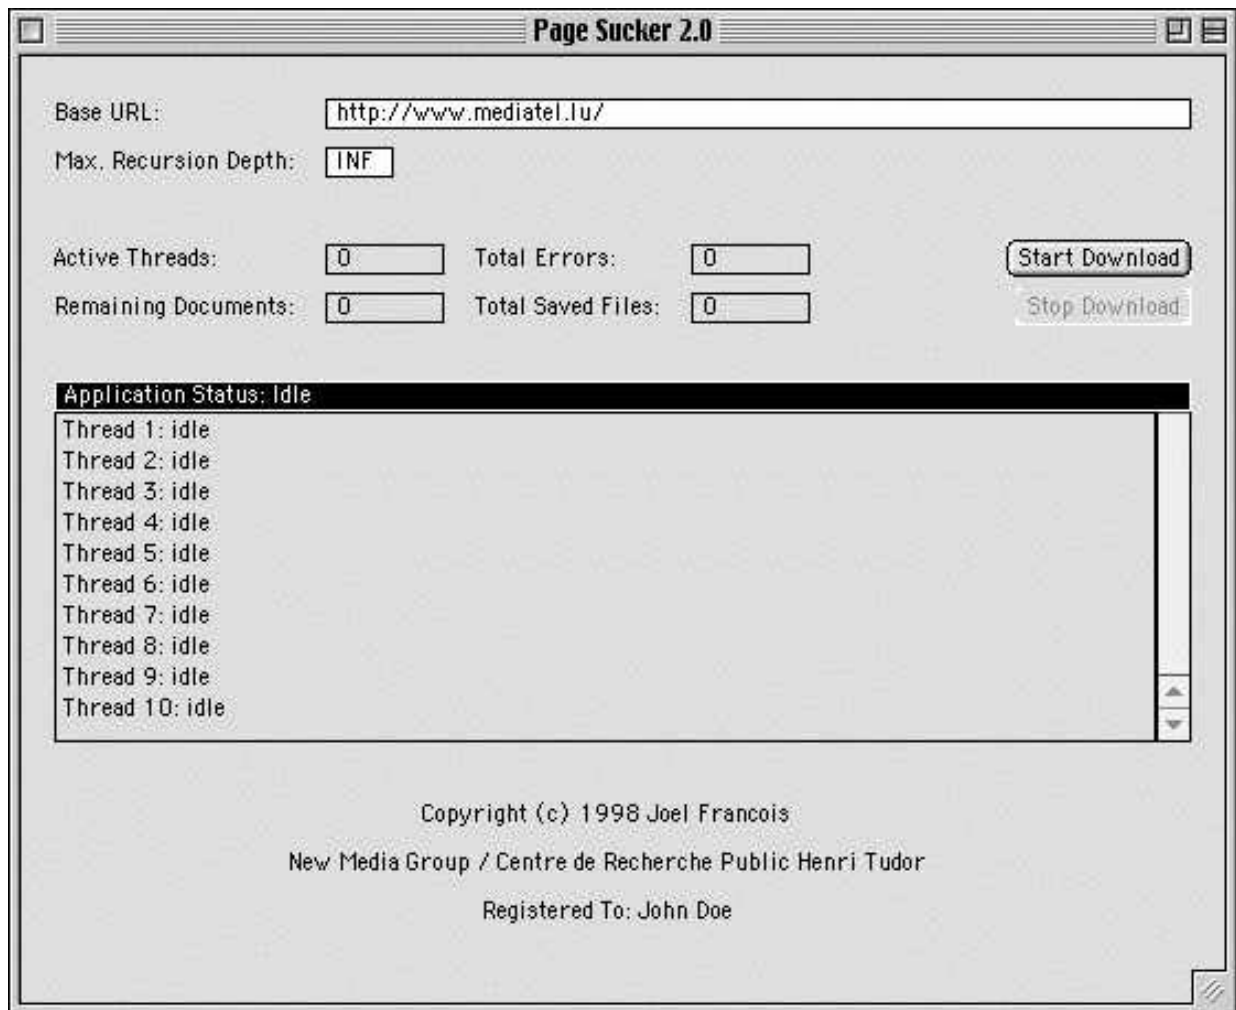 Page Sucker 2.0
Base URL: http://www.mediatel.lu/
Max. Recursion Depth: INF
Active Threads: 0 Total Errors: 0 Start Download
Remaining Documents: 0 Total Saved Files: 0 Stop Download
Application Status: Idle
Thread 1: idle
Thread 2: idle
Thread 3: idle
Thread 4: idle
Thread 5: idle
Thread 6: idle
Thread 7: idle
Thread 8: idle
Thread 9: idle
Thread 10: idle
Copyright (c) 1998 Joel Francois
New Media Group / Centre de Recherche Public Henri Tudor
Registered To: John Doe